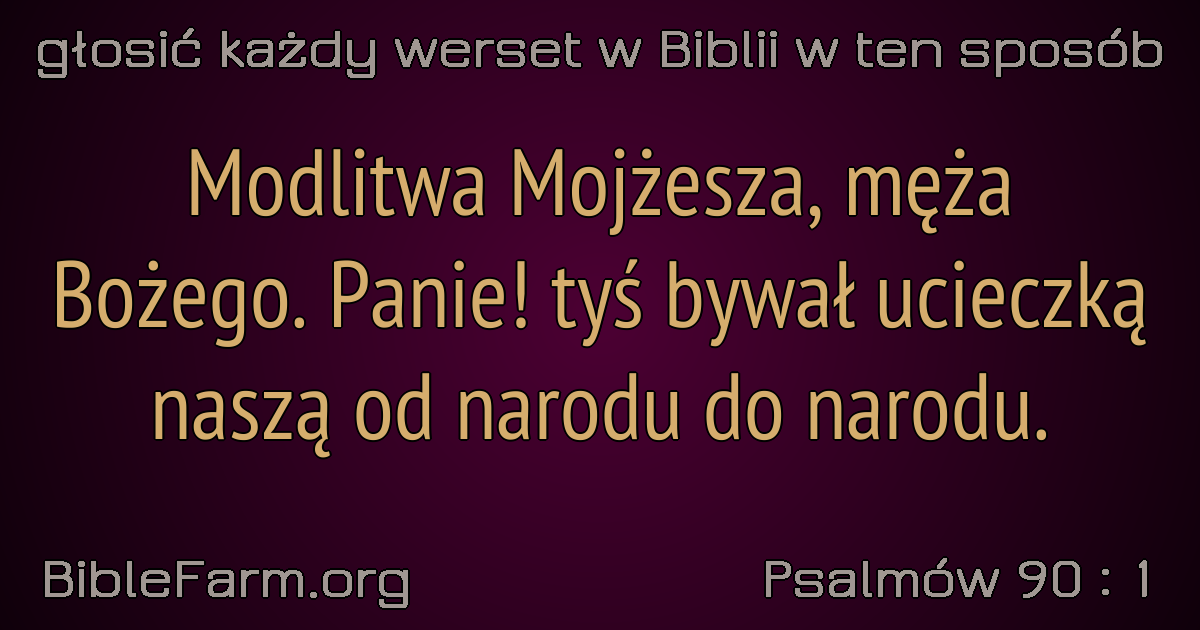 głosić każdy werset w Biblii w ten sposób
Modlitwa Mojżesza, męża
Bożego. Panie! tyś bywał ucieczką
naszą od narodu do narodu.
BibleFarm.org
Psalmów 90 : 1